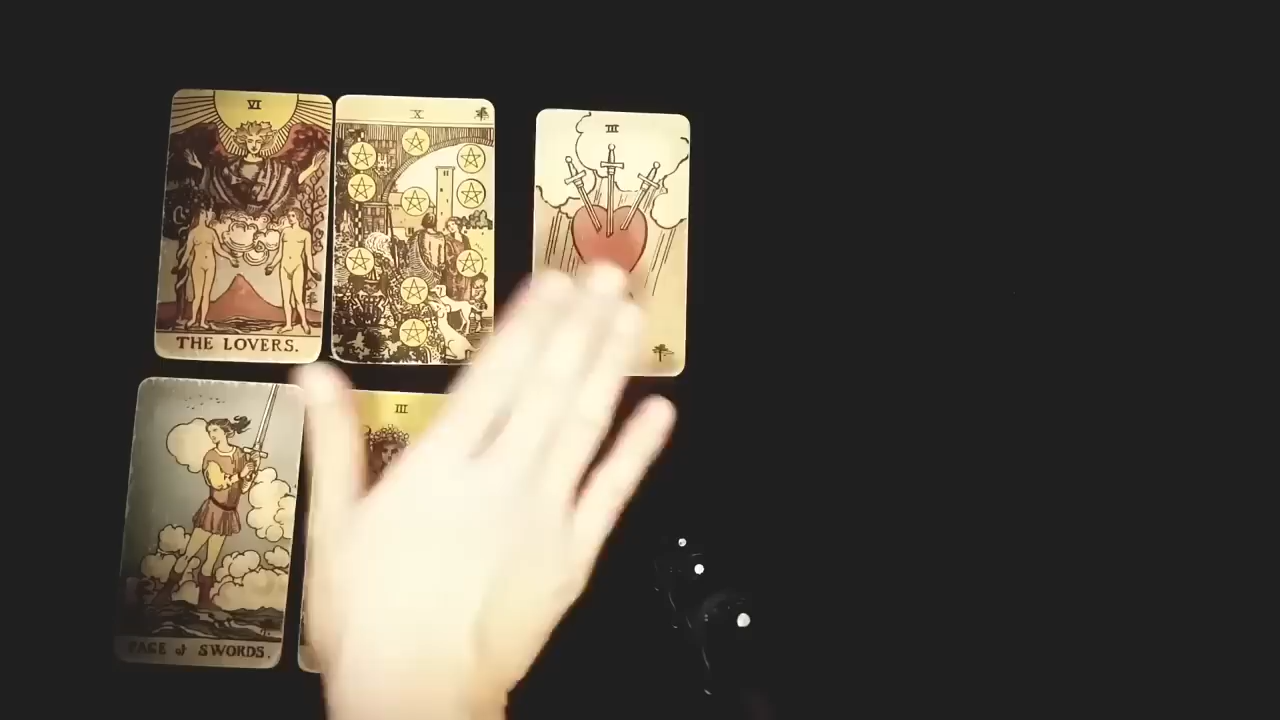 VI
X
III
THE LOVERS.
III
PAGE of SWORDS.